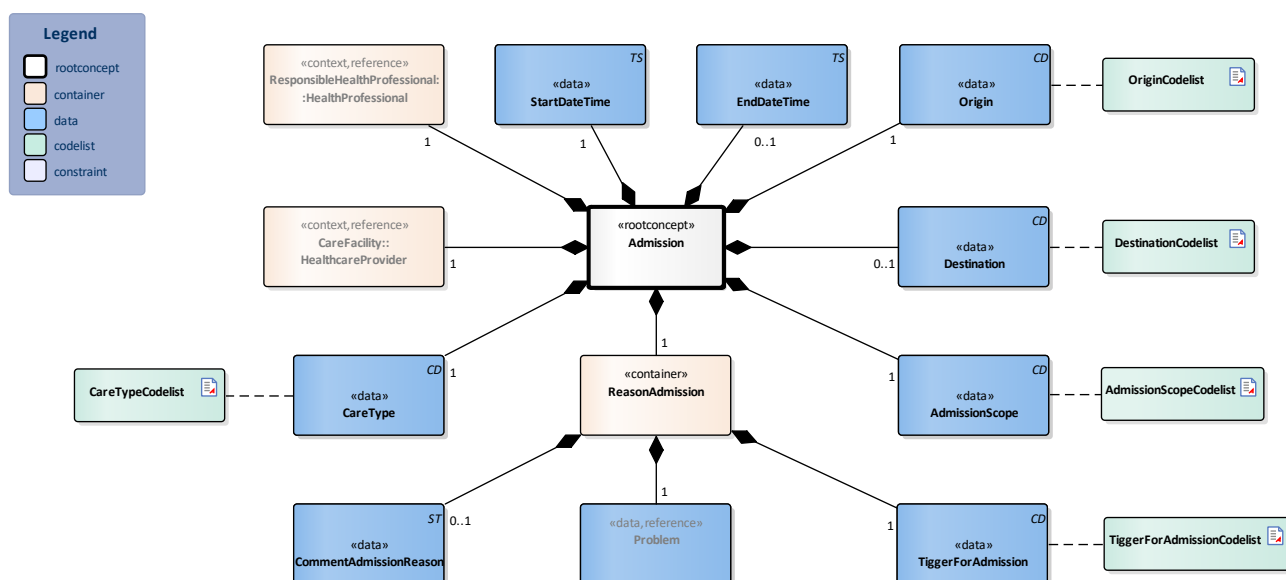 Legend
rootconcept
container
data
codelist
constraint
«context,reference»
ResponsibleHealthProfessional:
:HealthProfessional
1
TS
«data»
StartDateTime
1
TS
«data»
EndDateTime
0..1
CD
«data»
Origin
1
OriginCodelist
«context,reference»
CareFacility::
HealthcareProvider
1
«rootconcept»
Admission
CD
«data»
Destination
0..1
DestinationCodelist
CareTypeCodelist
CD
«data»
CareType
1
1
«container»
ReasonAdmission
CD
«data»
AdmissionScope
1
AdmissionScopeCodelist
ST
«data»
CommentAdmissionReason
0..1
1
«data,reference»
Problem
CD
«data»
TiggerForAdmission
1
TiggerForAdmissionCodelist